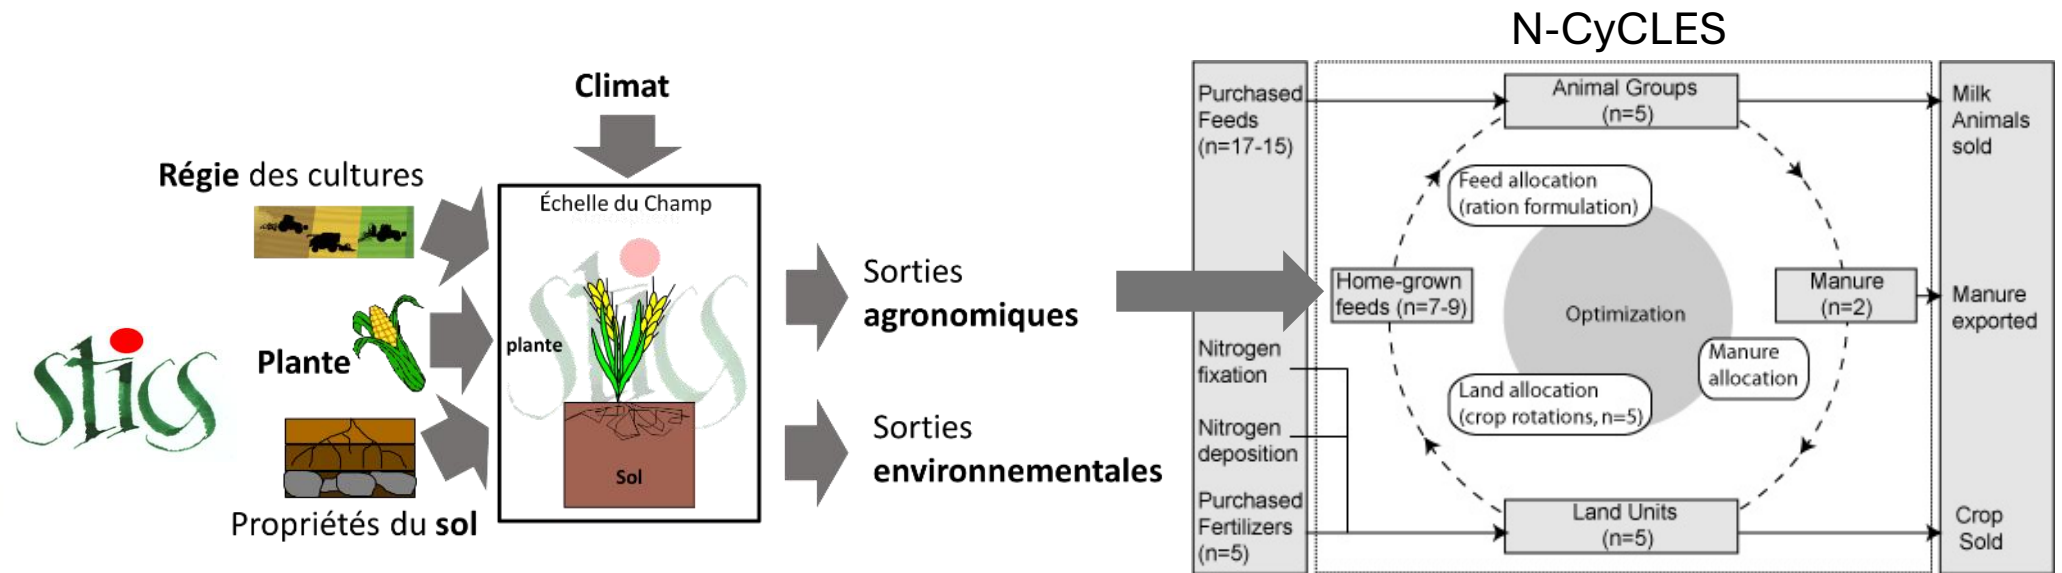 stics
Climat
Régie des cultures
Plante
Propriétés du sol
Échelle du Champ
stics
plante
Sol
Sorties
agronomiques
Sorties
environnementales
N-CyCLES
Purchased
Feeds
(n=17-15)
Nitrogen
fixation
Nitrogen
deposition
Purchased
Fertilizers
(n=5)
Animal Groups
(n=5)
Feed allocation
(ration formulation)
Home-grown
feeds (n=7-9)
Optimization
Manure
(n=2)
Manure
allocation
Land allocation
(crop rotations, n=5)
Land Units
(n=5)
Milk
Animals
sold
Manure
exported
Crop
Sold